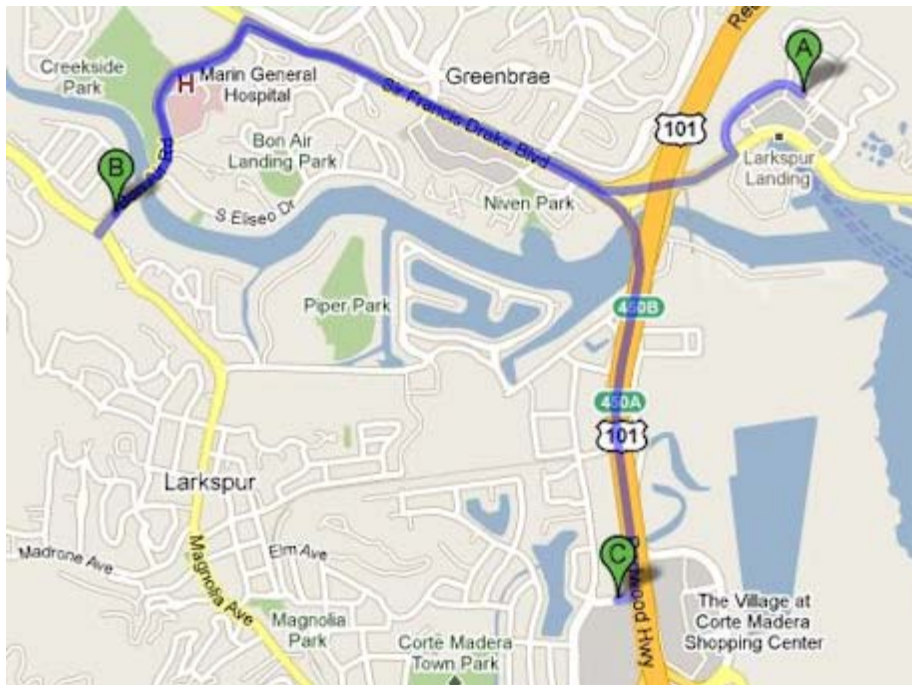 Creekside
Park
H
Marin General
Hospital
Greenbrae
A
101
Sir Francis Drake Blvd
Bon Air
Landing Park
Larkspur
Landing
B
Rd
S Eliseo Dr
Niven Park
Piper Park
450B
450A
101
Larkspur
Madrone Ave
Elm Ave
Magnolia Ave
Magnolia
Park
C
Corte Madera
Town Park
The Village at
Corte Madera
Shopping Center